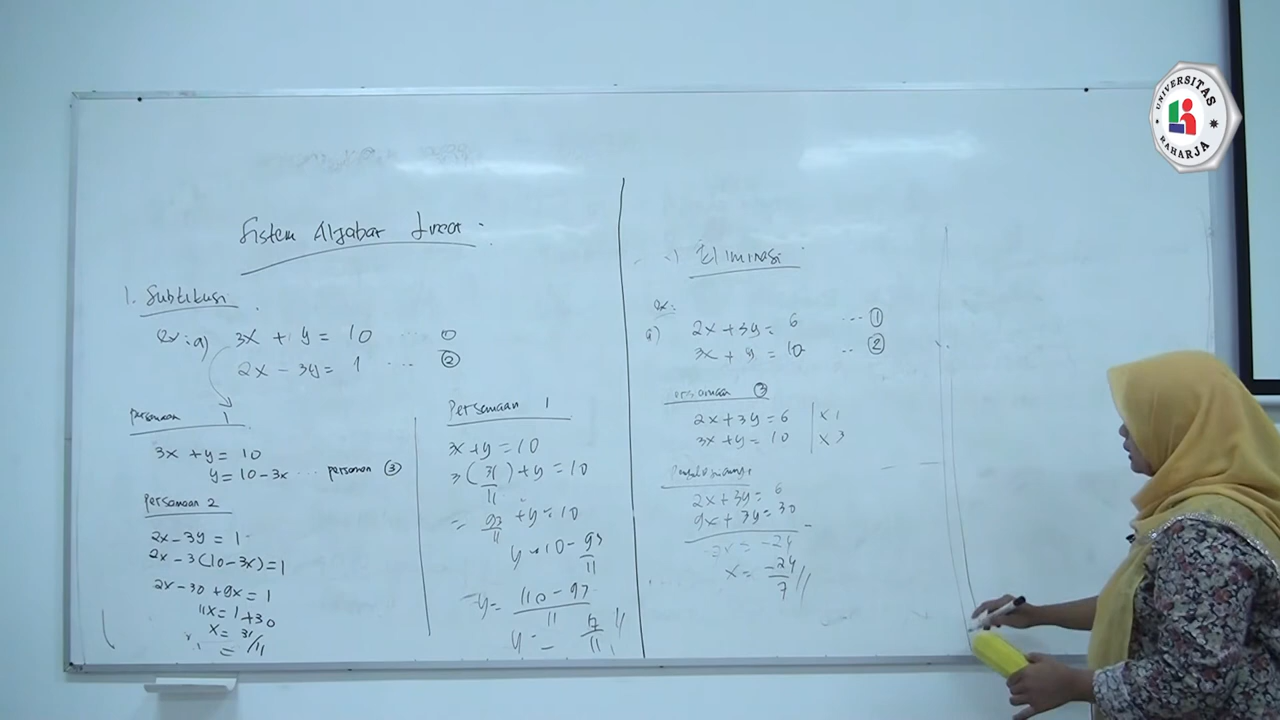 UNIVERSITAS RAHARJA
Sistem Aljabar Linear
1. Subtikusi
ex: a) 3x + y = 10 ... ①
2x - 3y = 1 ... ②
Persamaan 1
3x + y = 10
y = 10 - 3x ... persamaan ③
Persamaan 2
2x - 3y = 1
2x - 3(10 - 3x) = 1
2x - 30 + 9x = 1
11x = 1 + 30
x = 31/11
Persamaan 1
3x + y = 10
3(31/11) + y = 10
= 93/11 + y = 10
y = 10 - 93/11
y = 110 - 93/11
y = 17/11 //
Eliminasi
ex:
a) 2x + 3y = 6 ... ①
3x + y = 10 .. ②
Persamaan ③
2x + 3y = 6 | x 1
3x + y = 10 | x 3
2x + 3y = 6
9x + 3y = 30 -
x = -24/7 //